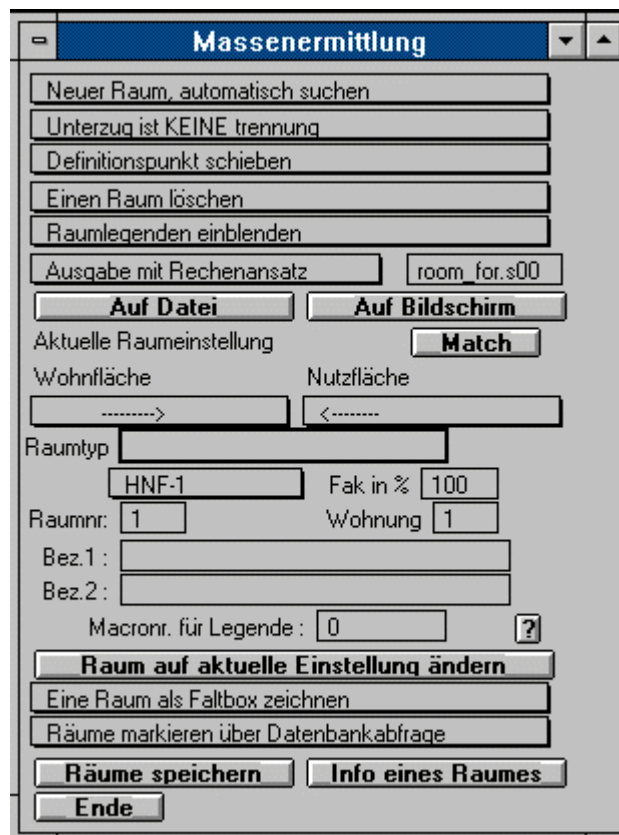 Massenermittlung
Neuer Raum, automatisch suchen
Unterzug ist KEINE trennung
Definitionspunkt schieben
Einen Raum löschen
Raumlegenden einblenden
Ausgabe mit Rechenansatz room_for.s00
Auf Datei Auf Bildschirm
Aktuelle Raumeinstellung Match
Wohnfläche Nutzfläche
---------> <--------
Raumtyp
HNF-1 Fak in % 100
Raumnr: 1 Wohnung 1
Bez.1 :
Bez.2 :
Macronr. für Legende : 0 ?
Raum auf aktuelle Einstellung ändern
Eine Raum als Faltbox zeichnen
Räume markieren über Datenbankabfrage
Räume speichern Info eines Raumes
Ende